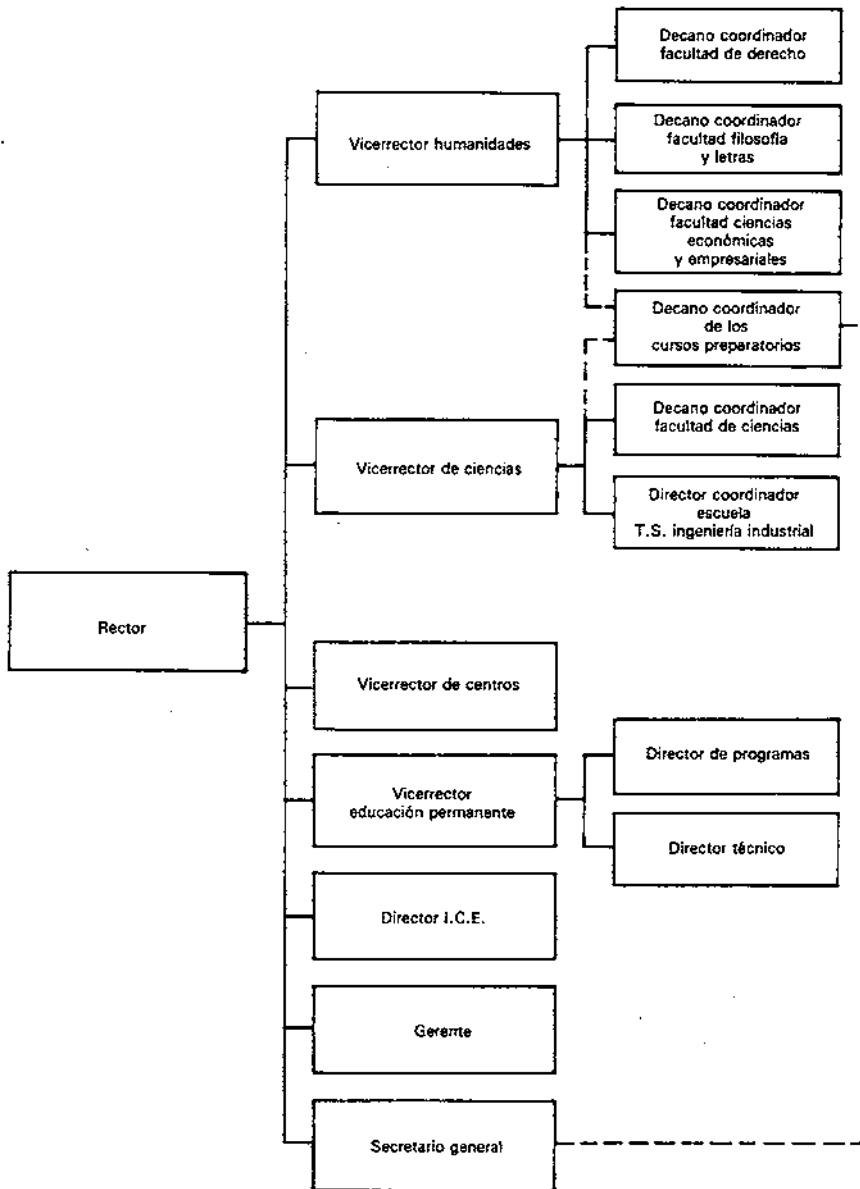 Decano coordinador
facultad de derecho
Vicerrector humanidades
Decano coordinador
facultad filosofía
y letras
Decano coordinador
facultad ciencias
económicas
y empresariales
Decano coordinador
de los
cursos preparatorios
Vicerrector de ciencias
Decano coordinador
facultad de ciencias
Director coordinador
escuela
T.S. ingeniería industrial
Rector
Vicerrector de centros
Vicerrector
educación permanente
Director de programas
Director técnico
Director I.C.E.
Gerente
Secretario general